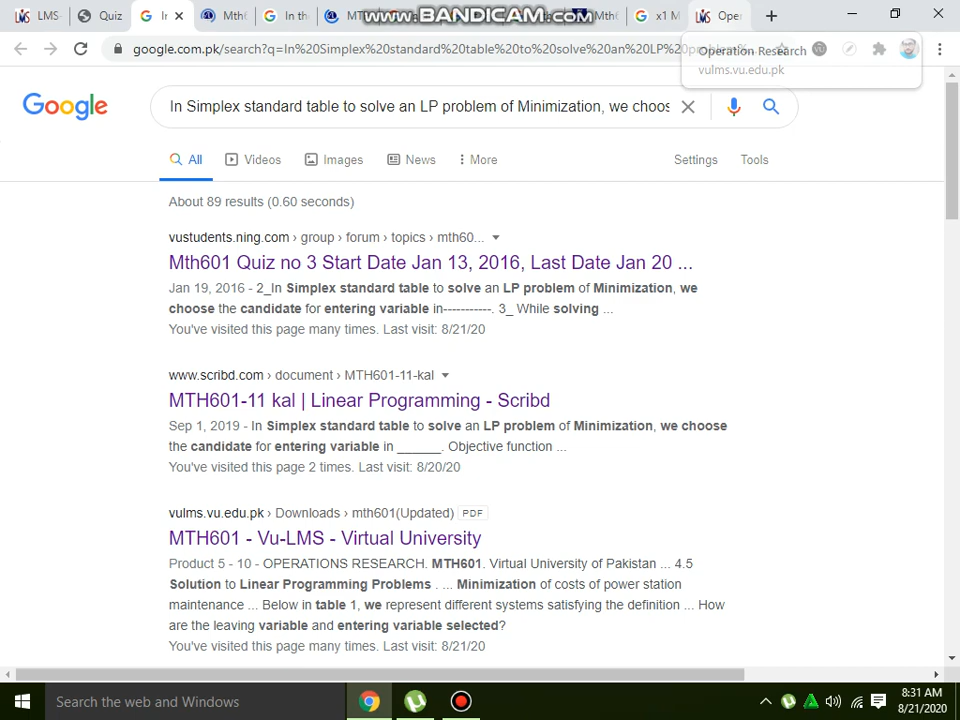 LMS-
Quiz
In
Mth
In th
MT
Mth
x1 M
Oper
www.BANDICAM.com
google.com.pk/search?q=In%20Simplex%20standard%20table%20to%20solve%20an%20LP%20
Operation Research
vulms.vu.edu.pk
Google
In Simplex standard table to solve an LP problem of Minimization, we choos
All
Videos
Images
News
More
Settings
Tools
About 89 results (0.60 seconds)
vustudents.ning.com › group › forum › topics › mth60...
Mth601 Quiz no 3 Start Date Jan 13, 2016, Last Date Jan 20 ...
Jan 19, 2016 - 2_In Simplex standard table to solve an LP problem of Minimization, we
choose the candidate for entering variable in-----------. 3_ While solving ...
You've visited this page many times. Last visit: 8/21/20
www.scribd.com › document › MTH601-11-kal
MTH601-11 kal | Linear Programming - Scribd
Sep 1, 2019 - In Simplex standard table to solve an LP problem of Minimization, we choose
the candidate for entering variable in ______. Objective function ...
You've visited this page 2 times. Last visit: 8/20/20
vulms.vu.edu.pk › Downloads › mth601(Updated) PDF
MTH601 - Vu-LMS - Virtual University
Product 5 - 10 - OPERATIONS RESEARCH. MTH601. Virtual University of Pakistan ... 4.5
Solution to Linear Programming Problems . ... Minimization of costs of power station
maintenance ... Below in table 1, we represent different systems satisfying the definition ... How
are the leaving variable and entering variable selected?
You've visited this page many times. Last visit: 8/21/20
Search the web and Windows
8:31 AM
8/21/2020